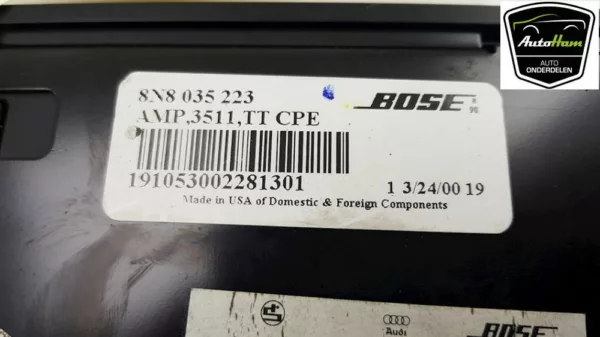 AutoHam
AUTO
ONDERDELEN
8N8 035 223
BOSE
AMP,3511,TT CPE
191053002281301
1 3/24/00 19
Made in USA of Domestic & Foreign Components
Audi
BOSE